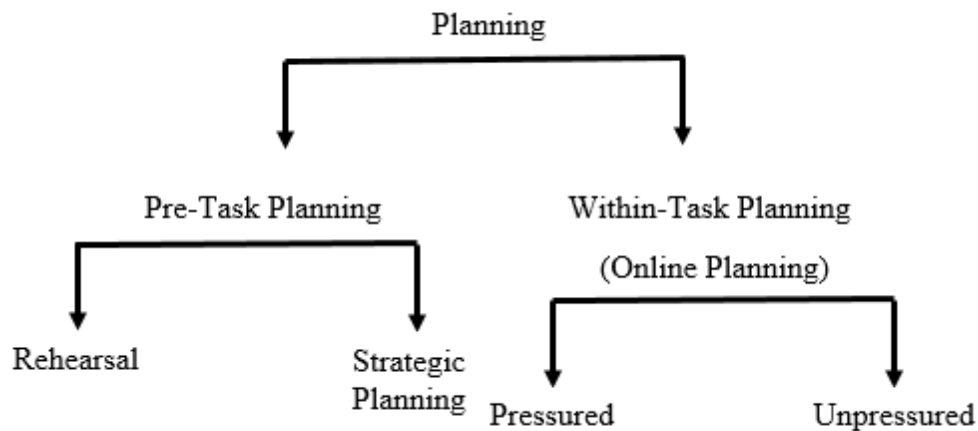 Planning
Pre-Task Planning
Within-Task Planning
(Online Planning)
Rehearsal
Strategic
Planning
Pressured
Unpressured